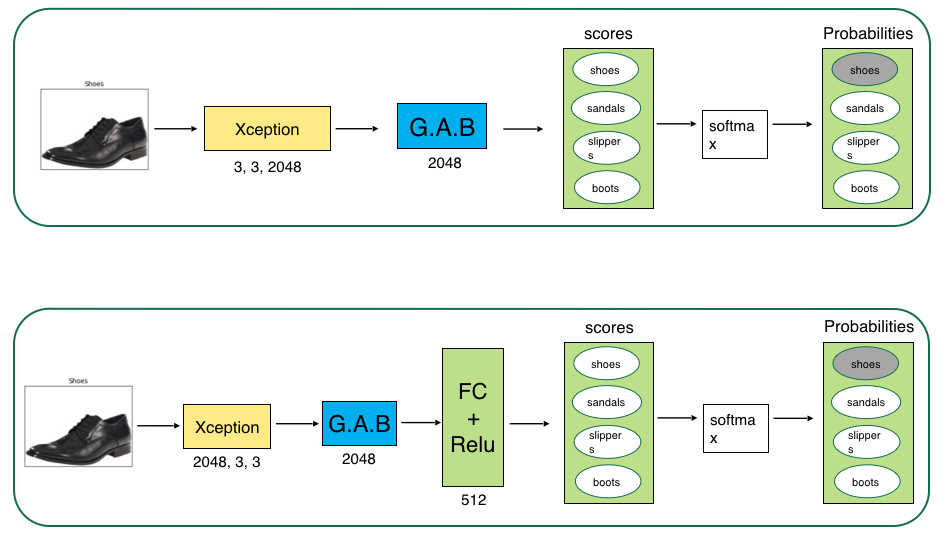 scores
Probabilities
Shoes
shoes
shoes
sandals
sandals
Xception
G.A.B
softma
x
slipper
s
slipper
s
3, 3, 2048
2048
boots
boots
scores
Probabilities
Shoes
shoes
shoes
FC
+
Relu
sandals
sandals
Xception
G.A.B
softma
x
slipper
s
slipper
s
2048, 3, 3
2048
boots
boots
512